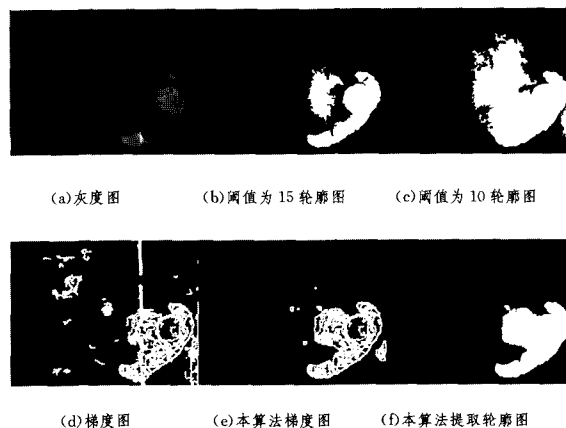 (a)灰度图
(b)阈值为 15 轮廓图
(c)阈值为 10 轮廓图
(d)梯度图
(e)本算法梯度图
(f)本算法提取轮廓图